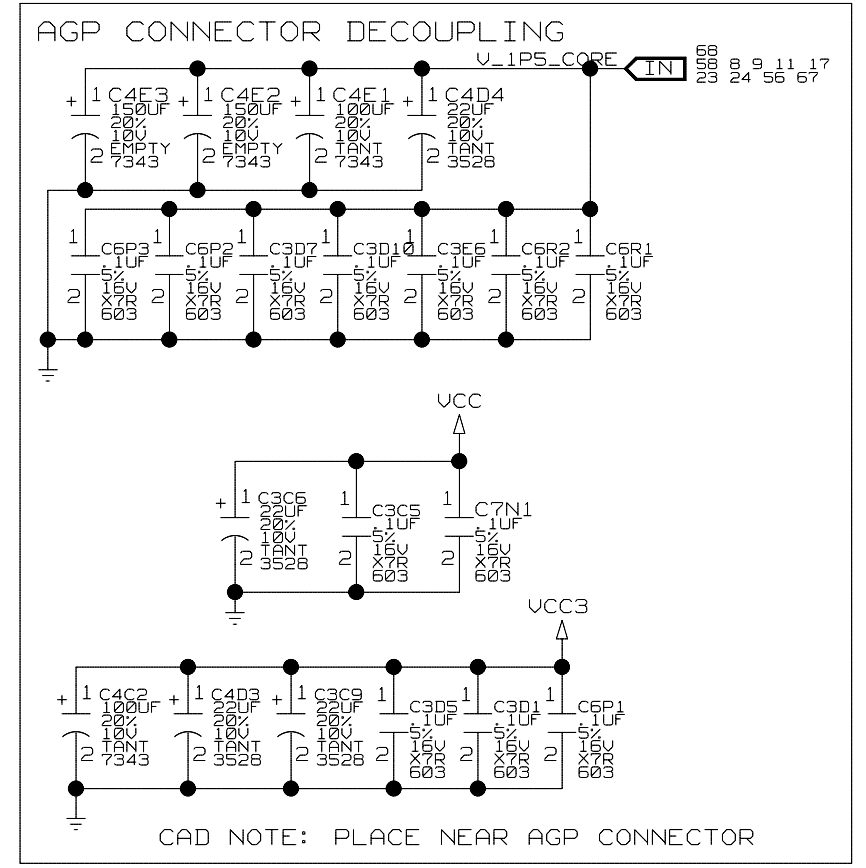 AGP CONNECTOR DECOUPLING
V_1P5_CORE
IN
68
58 8 9 11 17
23 24 56 67
+ 1 C4E3
150UF
20%
10V
EMPTY
2 7343
+ 1 C4E2
150UF
20%
10V
EMPTY
2 7343
+ 1 C4E1
100UF
20%
10V
TANT
2 7343
+ 1 C4D4
22UF
20%
10V
TANT
2 3528
1 C6P3
.1UF
5%
16V
2 X7R
603
1 C6P2
.1UF
5%
16V
2 X7R
603
1 C3D7
.1UF
5%
16V
2 X7R
603
1 C3D10
.1UF
5%
16V
2 X7R
603
1 C3E6
.1UF
5%
16V
2 X7R
603
1 C6R2
.1UF
5%
16V
2 X7R
603
1 C6R1
.1UF
5%
16V
2 X7R
603
VCC
+ 1 C3C6
22UF
20%
10V
TANT
2 3528
1 C3C5
.1UF
5%
16V
2 X7R
603
1 C7N1
.1UF
5%
16V
2 X7R
603
VCC3
+ 1 C4C2
100UF
20%
10V
TANT
2 7343
+ 1 C4D3
22UF
20%
10V
TANT
2 3528
+ 1 C3C9
22UF
20%
10V
TANT
2 3528
1 C3D5
.1UF
5%
16V
2 X7R
603
1 C3D1
.1UF
5%
16V
2 X7R
603
1 C6P1
.1UF
5%
16V
2 X7R
603
CAD NOTE: PLACE NEAR AGP CONNECTOR